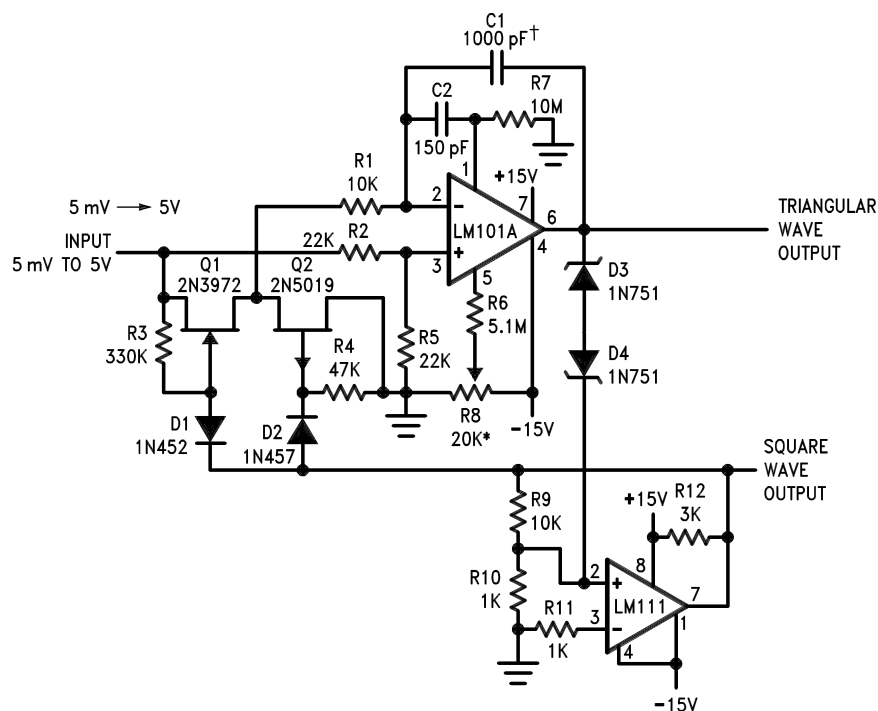 C1
1000 pF†
C2
150 pF
R7
10M
R1
10K
5 mV → 5V
INPUT
5 mV TO 5V
22K
R2
1
2
−
LM101A
+
3
+15V
7
6
4
5
TRIANGULAR
WAVE
OUTPUT
Q1
2N3972
Q2
2N5019
R3
330K
R4
47K
R5
22K
R6
5.1M
R8
20K*
−15V
D3
1N751
D4
1N751
D1
1N452
D2
1N457
SQUARE
WAVE
OUTPUT
R9
10K
R10
1K
R11
1K
+15V
R12
3K
8
2
+
LM111
3
−
7
1
4
−15V